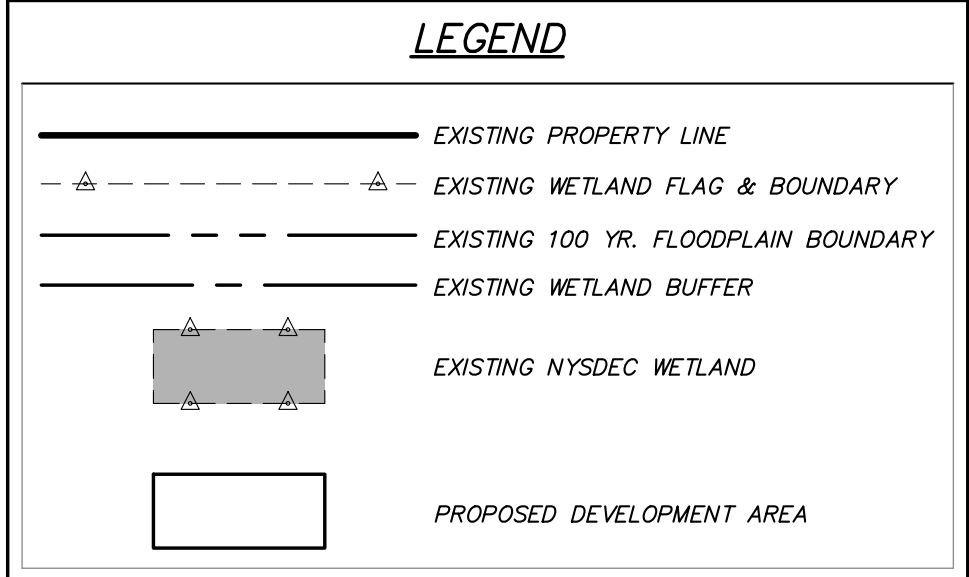 LEGEND
EXISTING PROPERTY LINE
EXISTING WETLAND FLAG & BOUNDARY
EXISTING 100 YR. FLOODPLAIN BOUNDARY
EXISTING WETLAND BUFFER
EXISTING NYSDEC WETLAND
PROPOSED DEVELOPMENT AREA